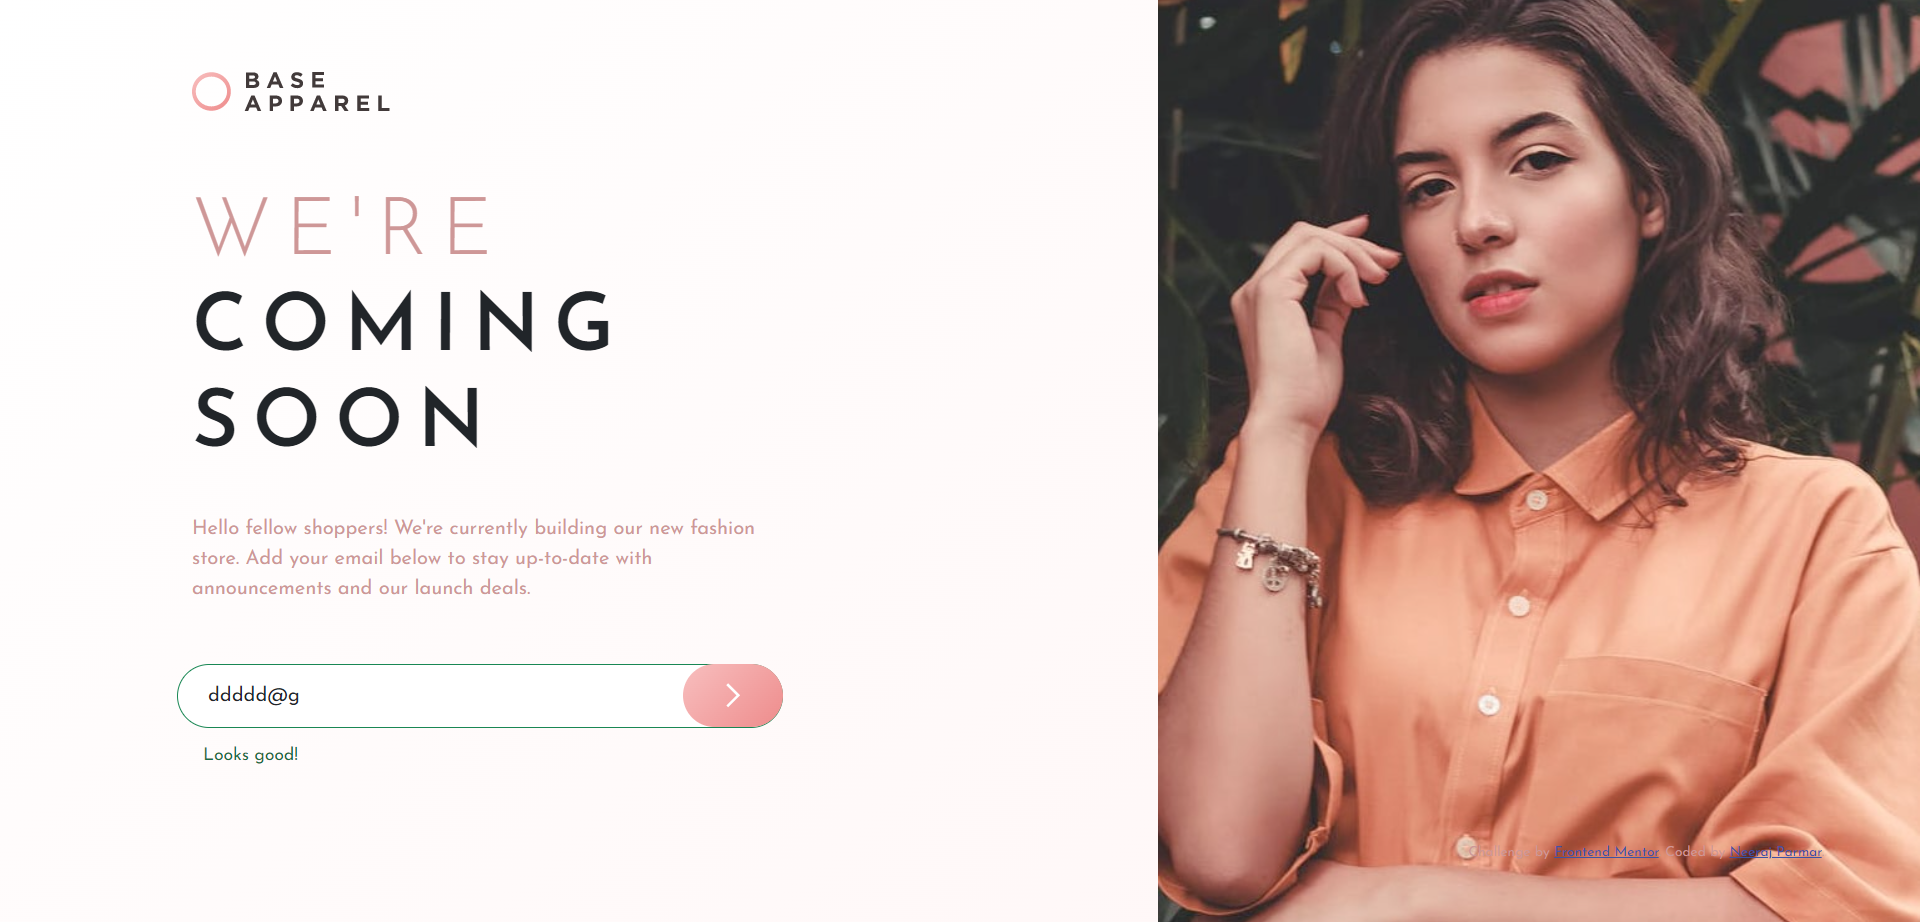 BASE
APPAREL
WE'RE
COMING
SOON
Hello fellow shoppers! We're currently building our new fashion
store. Add your email below to stay up-to-date with
announcements and our launch deals.
ddddd@g
Looks good!
Challenge by Frontend Mentor. Coded by Neeraj Parmar.